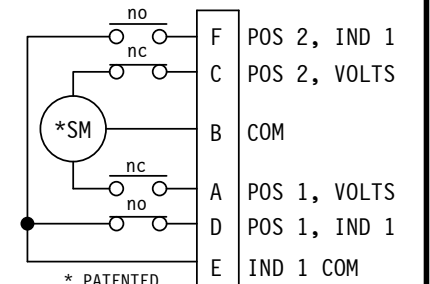 no
F POS 2, IND 1
nc
C POS 2, VOLTS
*SM
B COM
nc
A POS 1, VOLTS
no
D POS 1, IND 1
E IND 1 COM
* PATENTED